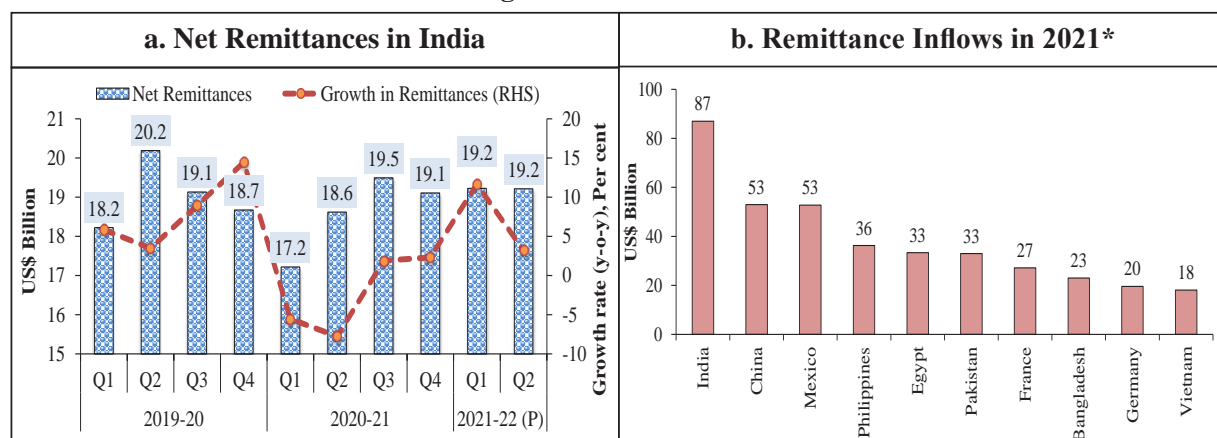 a. Net Remittances in India
Net Remittances
Growth in Remittances (RHS)
US$ Billion
21
20
19
18
17
16
15
18.2
20.2
19.1
18.7
17.2
18.6
19.5
19.1
19.2
19.2
20
15
10
5
0
-5
-10
Growth rate (y-o-y), Per cent
Q1 Q2 Q3 Q4 Q1 Q2 Q3 Q4 Q1 Q2
2019-20 2020-21 2021-22 (P)
b. Remittance Inflows in 2021*
US$ Billion
100
80
60
40
20
0
87
53
53
36
33
33
27
23
20
18
India
China
Mexico
Philippines
Egypt
Pakistan
France
Bangladesh
Germany
Vietnam